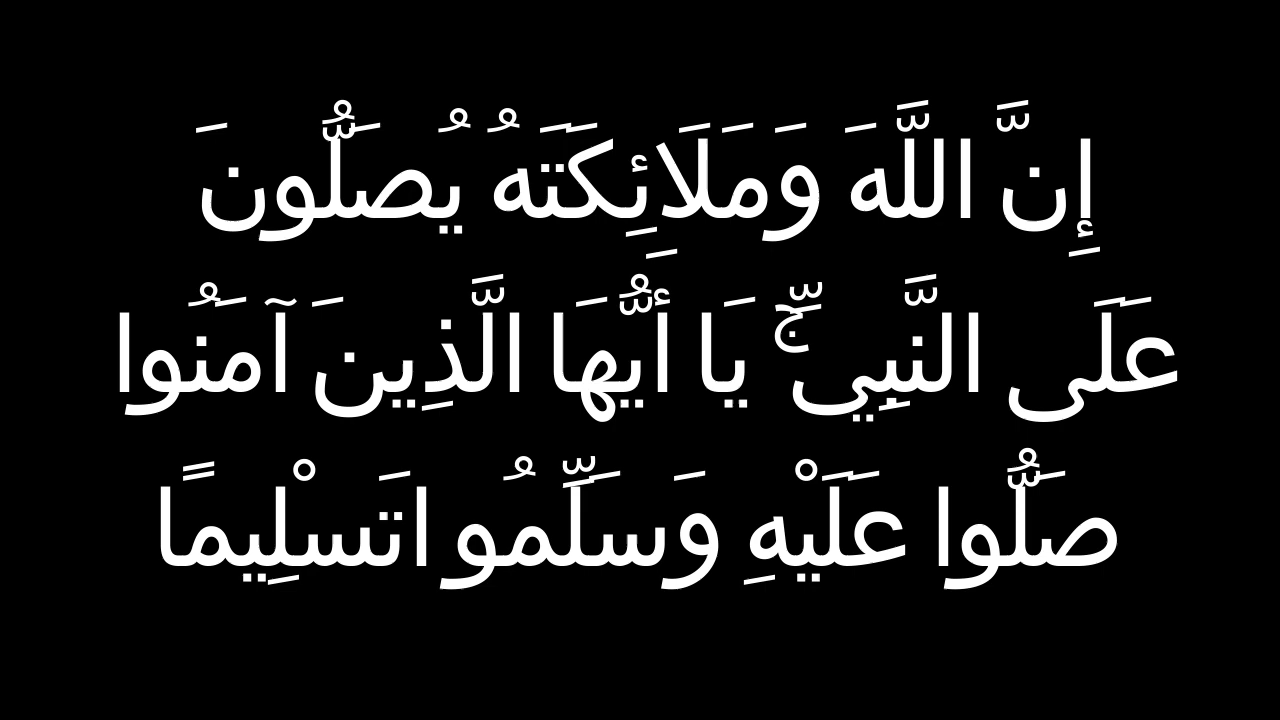 إِنَّ اللَّهَ وَمَلَائِكَتَهُ يُصَلُّونَ
عَلَى النَّبِيِّ ۚ يَا أَيُّهَا الَّذِينَ آمَنُوا
صَلُّوا عَلَيْهِ وَسَلِّمُوا تَسْلِيمًا